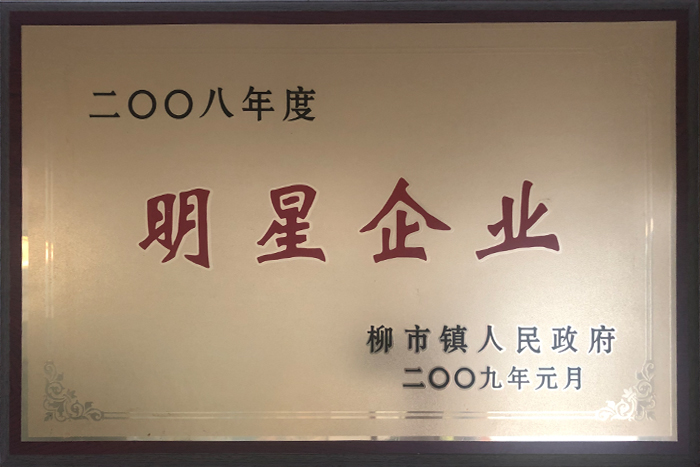 二〇〇八年度
明星企业
柳市镇人民政府
二〇〇九年元月